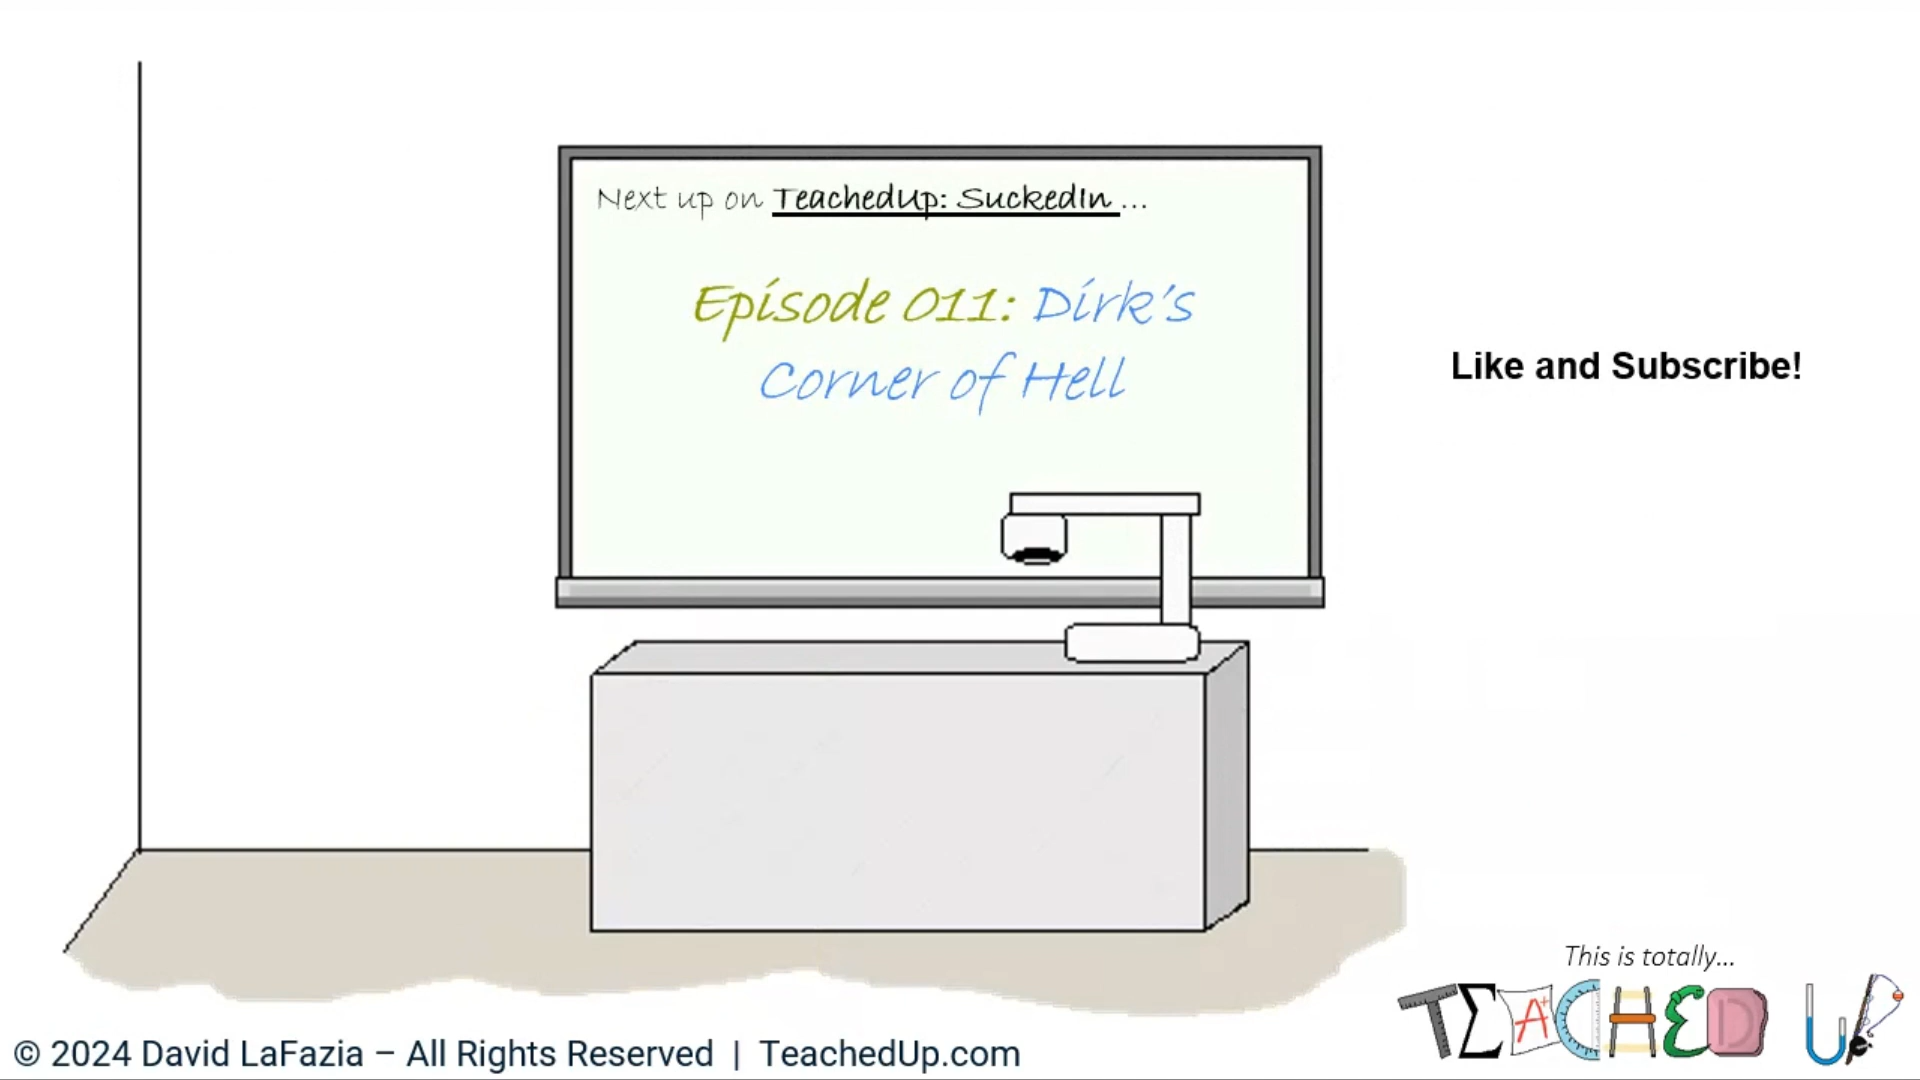 Next up on TeachedUp: SuckedIn ...
Episode 011: Dirk's
Corner of Hell
Like and Subscribe!
This is totally...
TEACHED UP
© 2024 David LaFazia – All Rights Reserved | TeachedUp.com